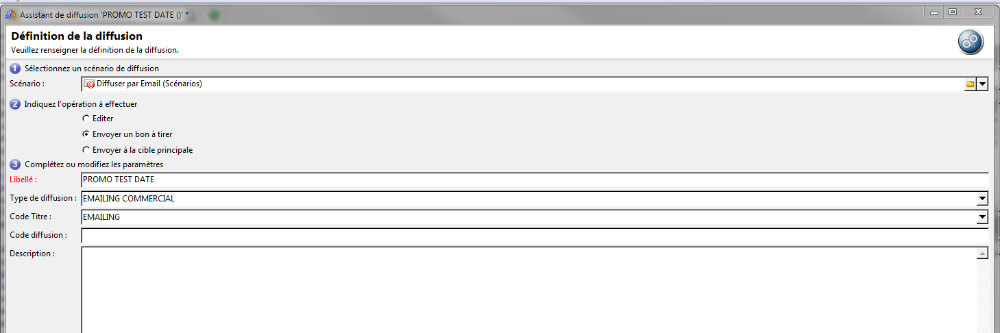 Assistant de diffusion 'PROMO TEST DATE ()' *
Définition de la diffusion
Veuillez renseigner la définition de la diffusion.
1 Sélectionnez un scénario de diffusion
Scénario : Diffuser par Email (Scénarios)
2 Indiquez l'opération à effectuer
Editer
Envoyer un bon à tirer
Envoyer à la cible principale
3 Complétez ou modifiez les paramètres
Libellé : PROMO TEST DATE
Type de diffusion : EMAILING COMMERCIAL
Code Titre : EMAILING
Code diffusion :
Description :